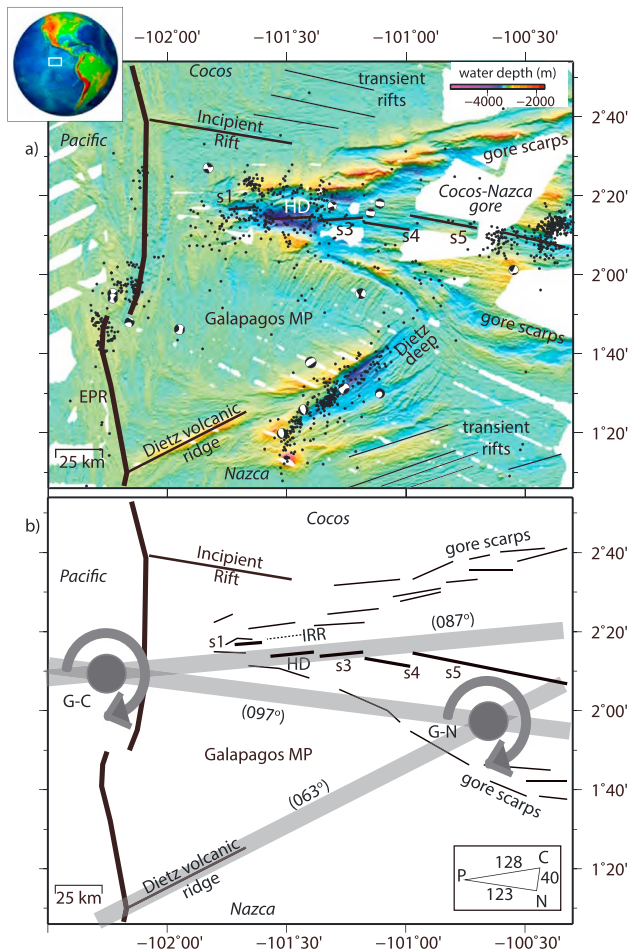 −102°00' −101°30' −101°00' −100°30'
a)
Cocos
transient
rifts
water depth (m)
−4000 −2000
2°40'
Pacific
Incipient
Rift
gore scarps
s1
HD
s3
s4
s5
Cocos-Nazca
gore
2°20'
2°00'
Galapagos MP
gore scarps
Dietz
deep
1°40'
EPR
Dietz volcanic
ridge
transient
rifts
1°20'
25 km
Nazca
b)
Cocos
Pacific
Incipient
Rift
gore scarps
2°40'
s1
IRR
(087°)
2°20'
HD
s3
s4
s5
G-C
(097°)
G-N
2°00'
Galapagos MP
(063°)
gore scarps
1°40'
Dietz volcanic
ridge
128 C
P 40
123 N
1°20'
25 km
Nazca
−102°00' −101°30' −101°00' −100°30'